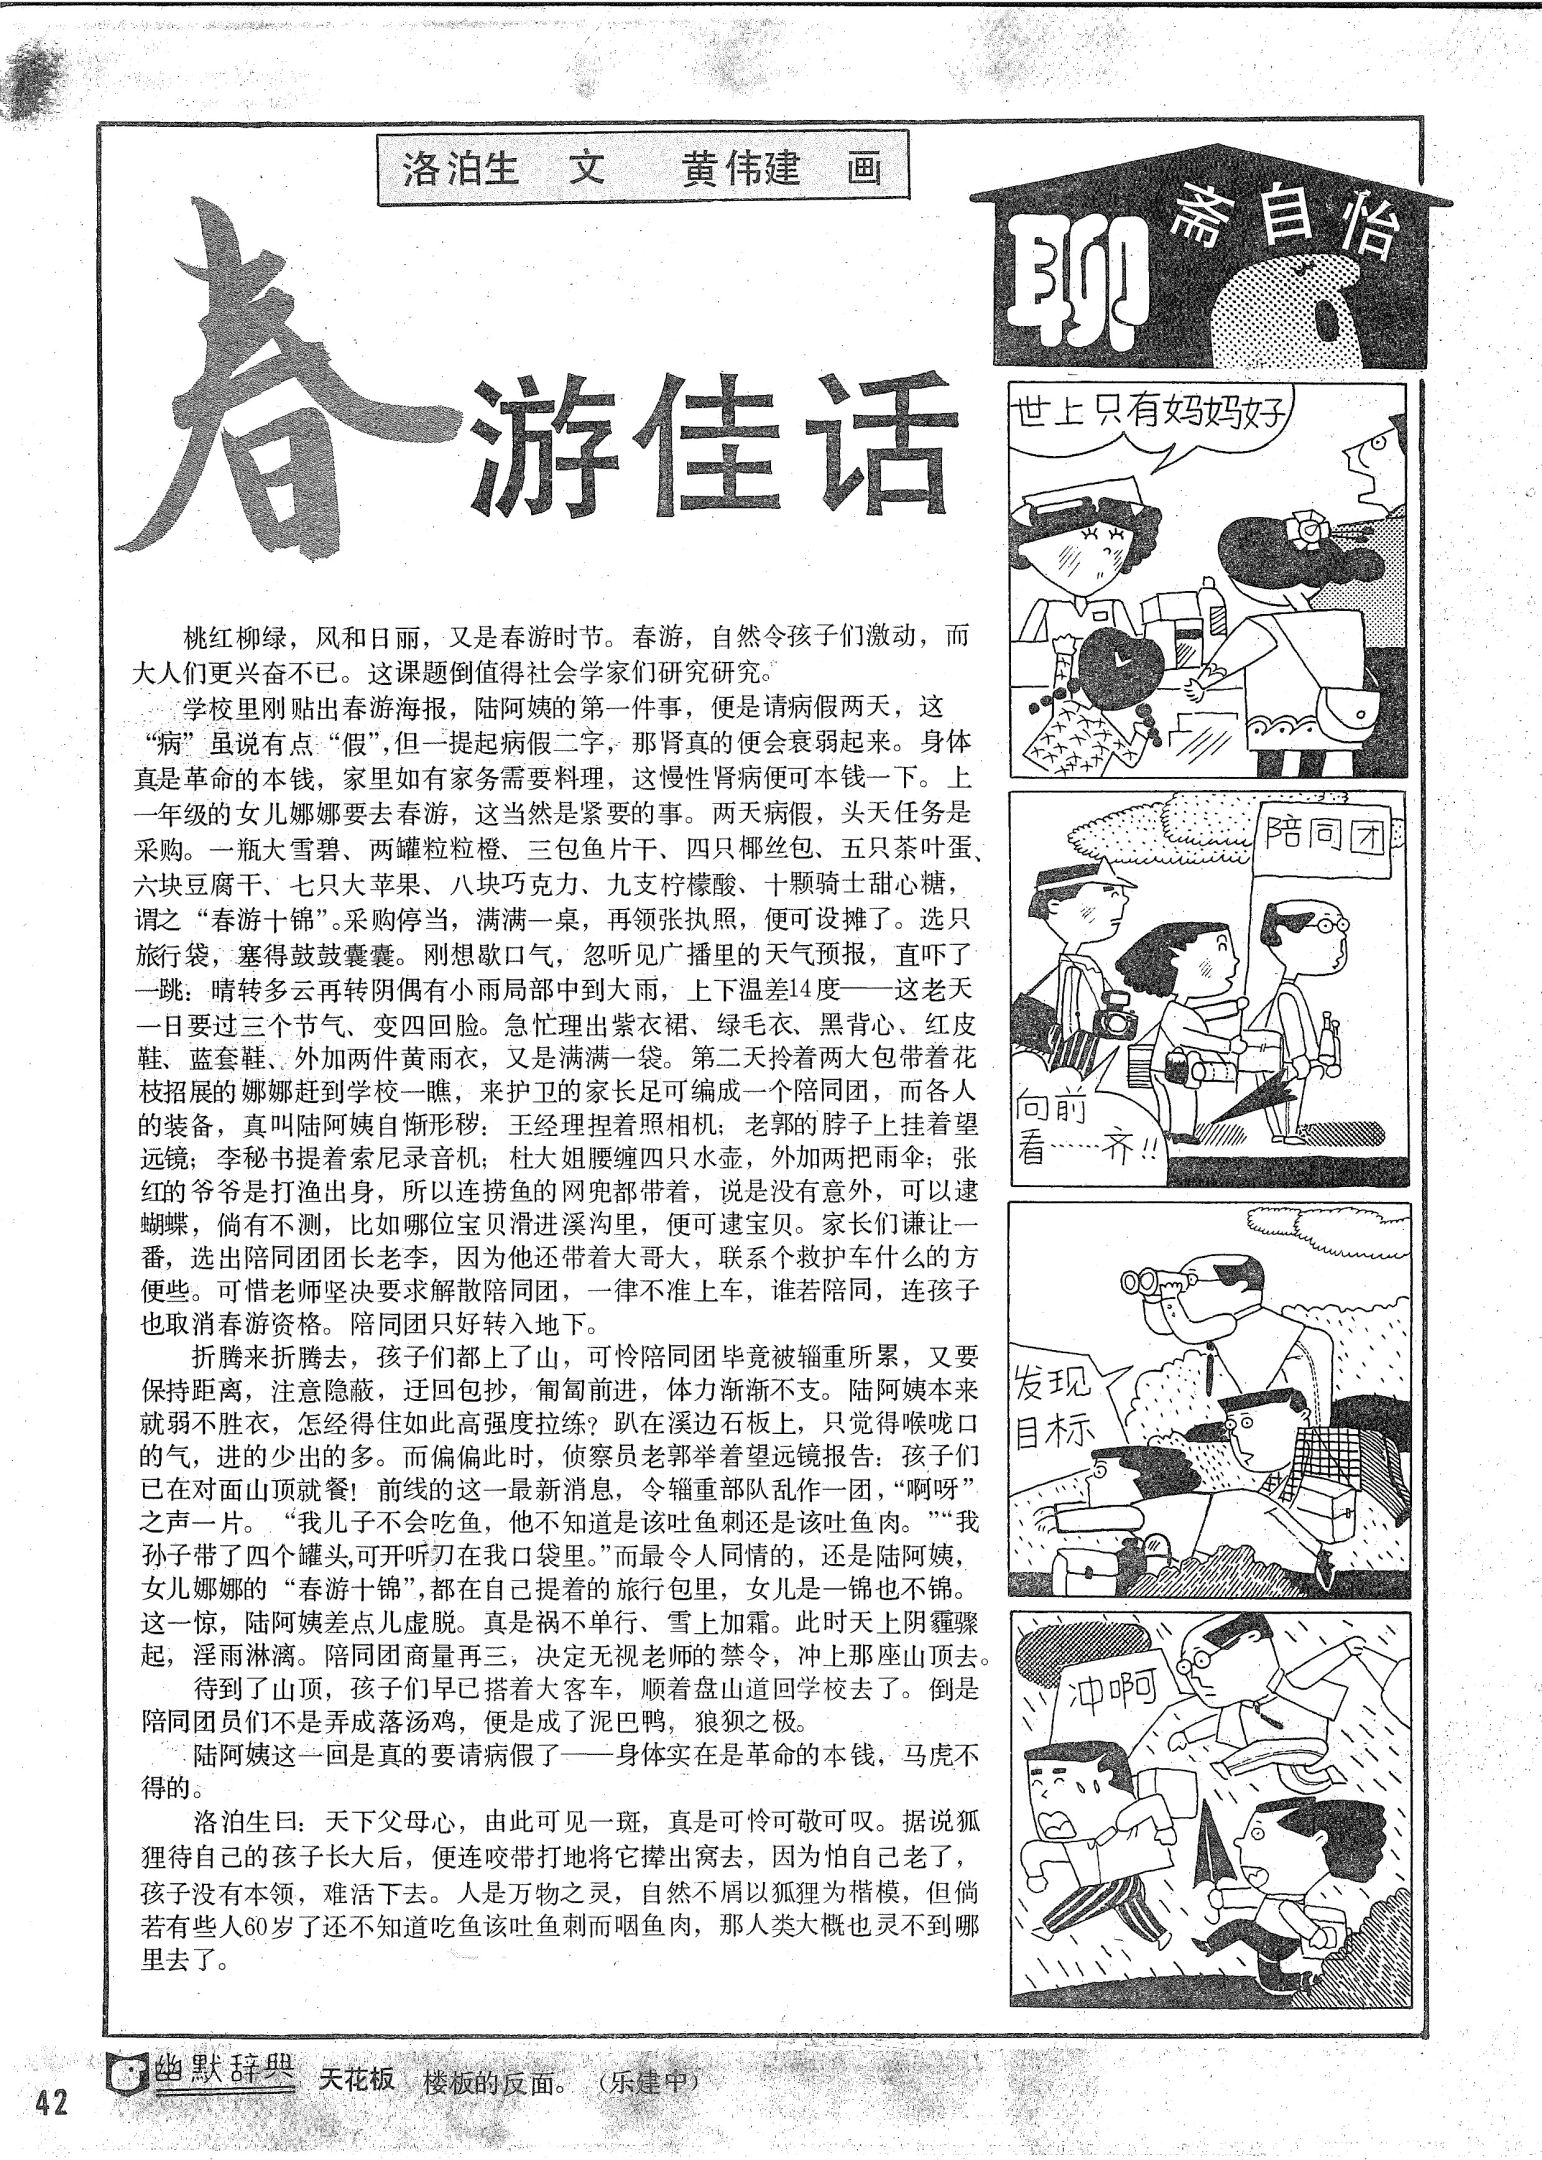 洛泊生 文 黄伟建 画
聊斋自怡
春游佳话
桃红柳绿，风和日丽，又是春游时节。春游，自然令孩子们激动，而
大人们更兴奋不已。这课题倒值得社会学家们研究研究。
学校里刚贴出春游海报，陆阿姨的第一件事，便是请病假两天，这
“病”虽说有点“假”，但一提起病假二字，那肾真的便会衰弱起来。身体
真是革命的本钱，家里如有家务需要料理，这慢性肾病便可本钱一下。上
一年级的女儿娜娜要去春游，这当然是紧要的事。两天病假，头天任务是
采购。一瓶大雪碧、两罐粒粒橙、三包鱼片干、四只椰丝包、五只茶叶蛋、
六块豆腐干、七只大苹果、八块巧克力、九支柠檬酸、十颗骑士甜心糖，
谓之“春游十锦”。采购停当，满满一桌，再领张执照，便可设摊了。选只
旅行袋，塞得鼓鼓囊囊。刚想歇口气，忽听见广播里的天气预报，直吓了
一跳：晴转多云再转阴偶有小雨局部中到大雨，上下温差14度——这老天
一日要过三个节气、变四回脸。急忙理出紫衣裙、绿毛衣、黑背心、红皮
鞋、蓝套鞋、外加两件黄雨衣，又是满满一袋。第二天拎着两大包带着花
枝招展的娜娜赶到学校一瞧，来护卫的家长足可编成一个陪同团，而各人
的装备，真叫陆阿姨自惭形秽：王经理捏着照相机；老郭的脖子上挂着望
远镜；李秘书提着索尼录音机；杜大姐腰缠四只水壶，外加两把雨伞；张
红的爷爷是打渔出身，所以连捞鱼的网兜都带着，说是没有意外，可以逮
蝴蝶，倘有不测，比如哪位宝贝滑进溪沟里，便可逮宝贝。家长们谦让一
番，选出陪同团团长老李，因为他还带着大哥大，联系个救护车什么的方
便些。可惜老师坚决要求解散陪同团，一律不准上车，谁若陪同，连孩子
也取消春游资格。陪同团只好转入地下。
折腾来折腾去，孩子们都上了山，可怜陪同团毕竟被辎重所累，又要
保持距离，注意隐蔽，迂回包抄，匍匐前进，体力渐渐不支。陆阿姨本来
就弱不胜衣，怎经得住如此高强度拉练？趴在溪边石板上，只觉得喉咙口
的气，进的少出的多。而偏偏此时，侦察员老郭举着望远镜报告：孩子们
已在对面山顶就餐！前线的这一最新消息，令辎重部队乱作一团，“啊呀”
之声一片。“我儿子不会吃鱼，他不知道是该吐鱼刺还是该吐鱼肉。”“我
孙子带了四个罐头，可开听刀在我口袋里。”而最令人同情的，还是陆阿姨，
女儿娜娜的“春游十锦”，都在自己提着的旅行包里，女儿是一锦也不锦。
这一惊，陆阿姨差点儿虚脱。真是祸不单行、雪上加霜。此时天上阴霾骤
起，淫雨淋漓。陪同团商量再三，决定无视老师的禁令，冲上那座山顶去。
待到了山顶，孩子们早已搭着大客车，顺着盘山道回学校去了。倒是
陪同团员们不是弄成落汤鸡，便是成了泥巴鸭，狼狈之极。
陆阿姨这一回是真的要请病假了——身体实在是革命的本钱，马虎不
得的。
洛泊生曰：天下父母心，由此可见一斑，真是可怜可敬可叹。据说狐
狸待自己的孩子长大后，便连咬带打地将它撵出窝去，因为怕自己老了，
孩子没有本领，难活下去。人是万物之灵，自然不屑以狐狸为楷模，但倘
若有些人60岁了还不知道吃鱼该吐鱼刺而咽鱼肉，那人类大概也灵不到哪
里去了。
世上只有妈妈好
陪同团
向前
看……齐！！
发现
目标
冲啊
幽默辞典 天花板 楼板的反面。（乐建中）
42